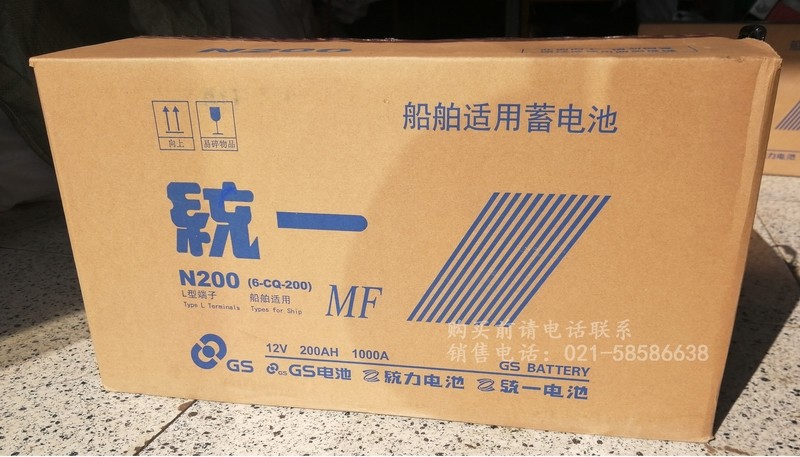 N200
船舶适用蓄电池
向上
易碎物品
統一
N200 (6-CQ-200)
L型端子 船舶适用
Type L Terminals Types for Ship
MF
购买前请电话联系
销售电话：021-58586638
12V 200AH 1000A
GS
GS BATTERY
GS GS电池 統力电池 統一电池